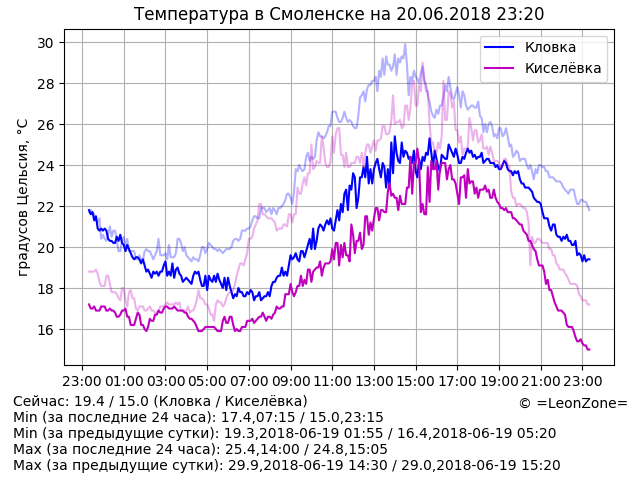 Температура в Смоленске на 20.06.2018 23:20
Кловка
Киселёвка
градусов Цельсия, °C
30
28
26
24
22
20
18
16
23:00 01:00 03:00 05:00 07:00 09:00 11:00 13:00 15:00 17:00 19:00 21:00 23:00
Сейчас: 19.4 / 15.0 (Кловка / Киселёвка)
© =LeonZone=
Min (за последние 24 часа): 17.4,07:15 / 15.0,23:15
Min (за предыдущие сутки): 19.3,2018-06-19 01:55 / 16.4,2018-06-19 05:20
Max (за последние 24 часа): 25.4,14:00 / 24.8,15:05
Max (за предыдущие сутки): 29.9,2018-06-19 14:30 / 29.0,2018-06-19 15:20